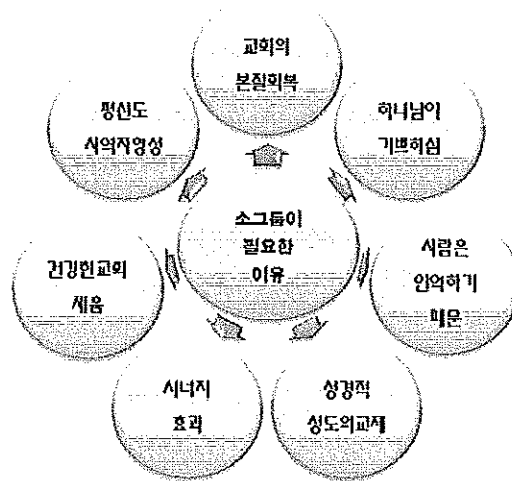 교회의
본질회복
하나님이
기쁘하심
사람은
연약하기
때문
성경적
성도의교제
시너지
효과
건강한교회
세움
평신도
사역자형성
소그룹이
필요한
이유